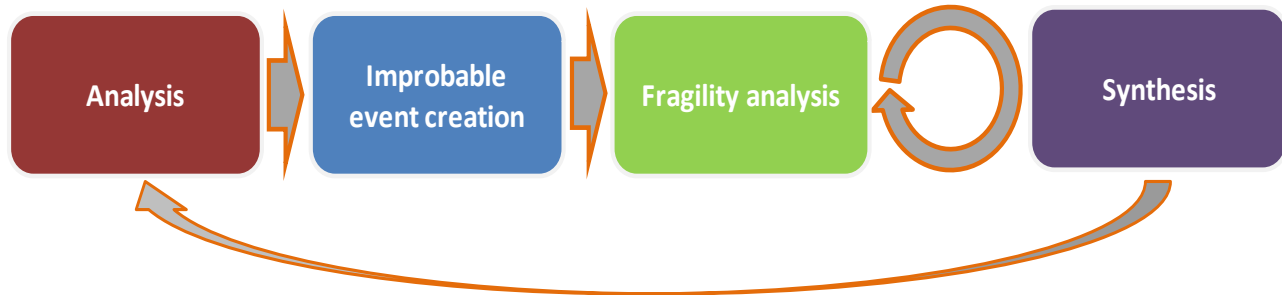 Analysis
Improbable
event creation
Fragility analysis
Synthesis